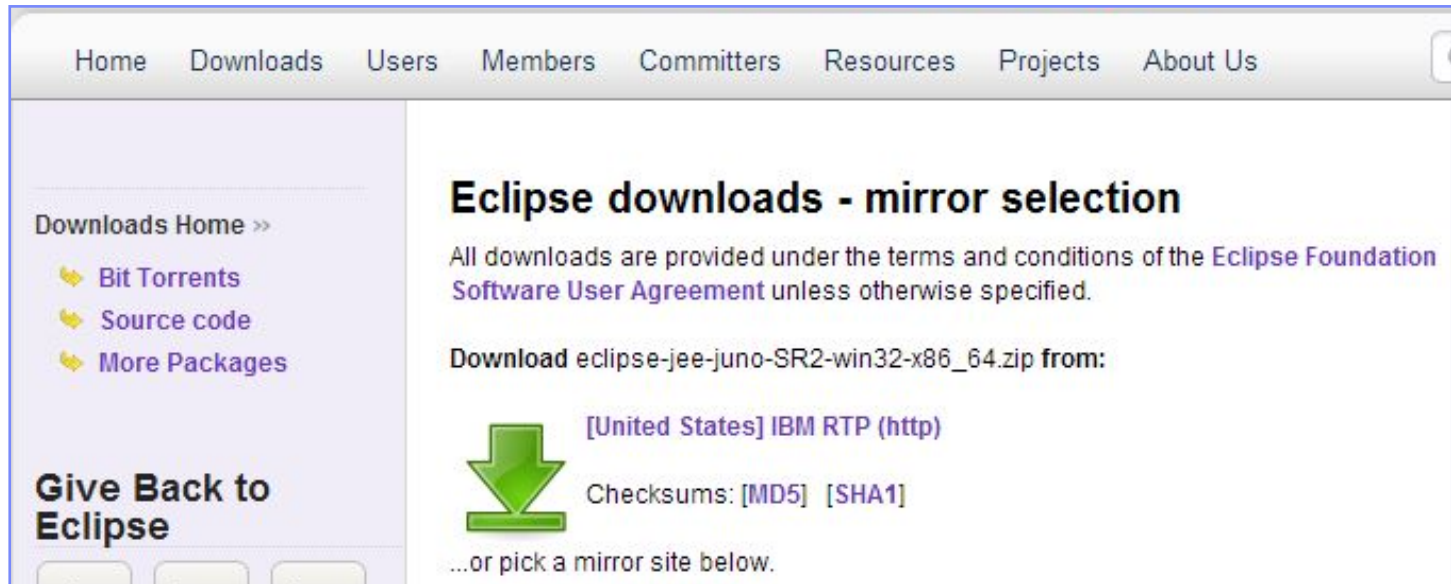 Home Downloads Users Members Committers Resources Projects About Us
Downloads Home »
Bit Torrents
Source code
More Packages
Give Back to
Eclipse
Eclipse downloads - mirror selection
All downloads are provided under the terms and conditions of the Eclipse Foundation
Software User Agreement unless otherwise specified.
Download eclipse-jee-juno-SR2-win32-x86_64.zip from:
[United States] IBM RTP (http)
Checksums: [MD5] [SHA1]
...or pick a mirror site below.